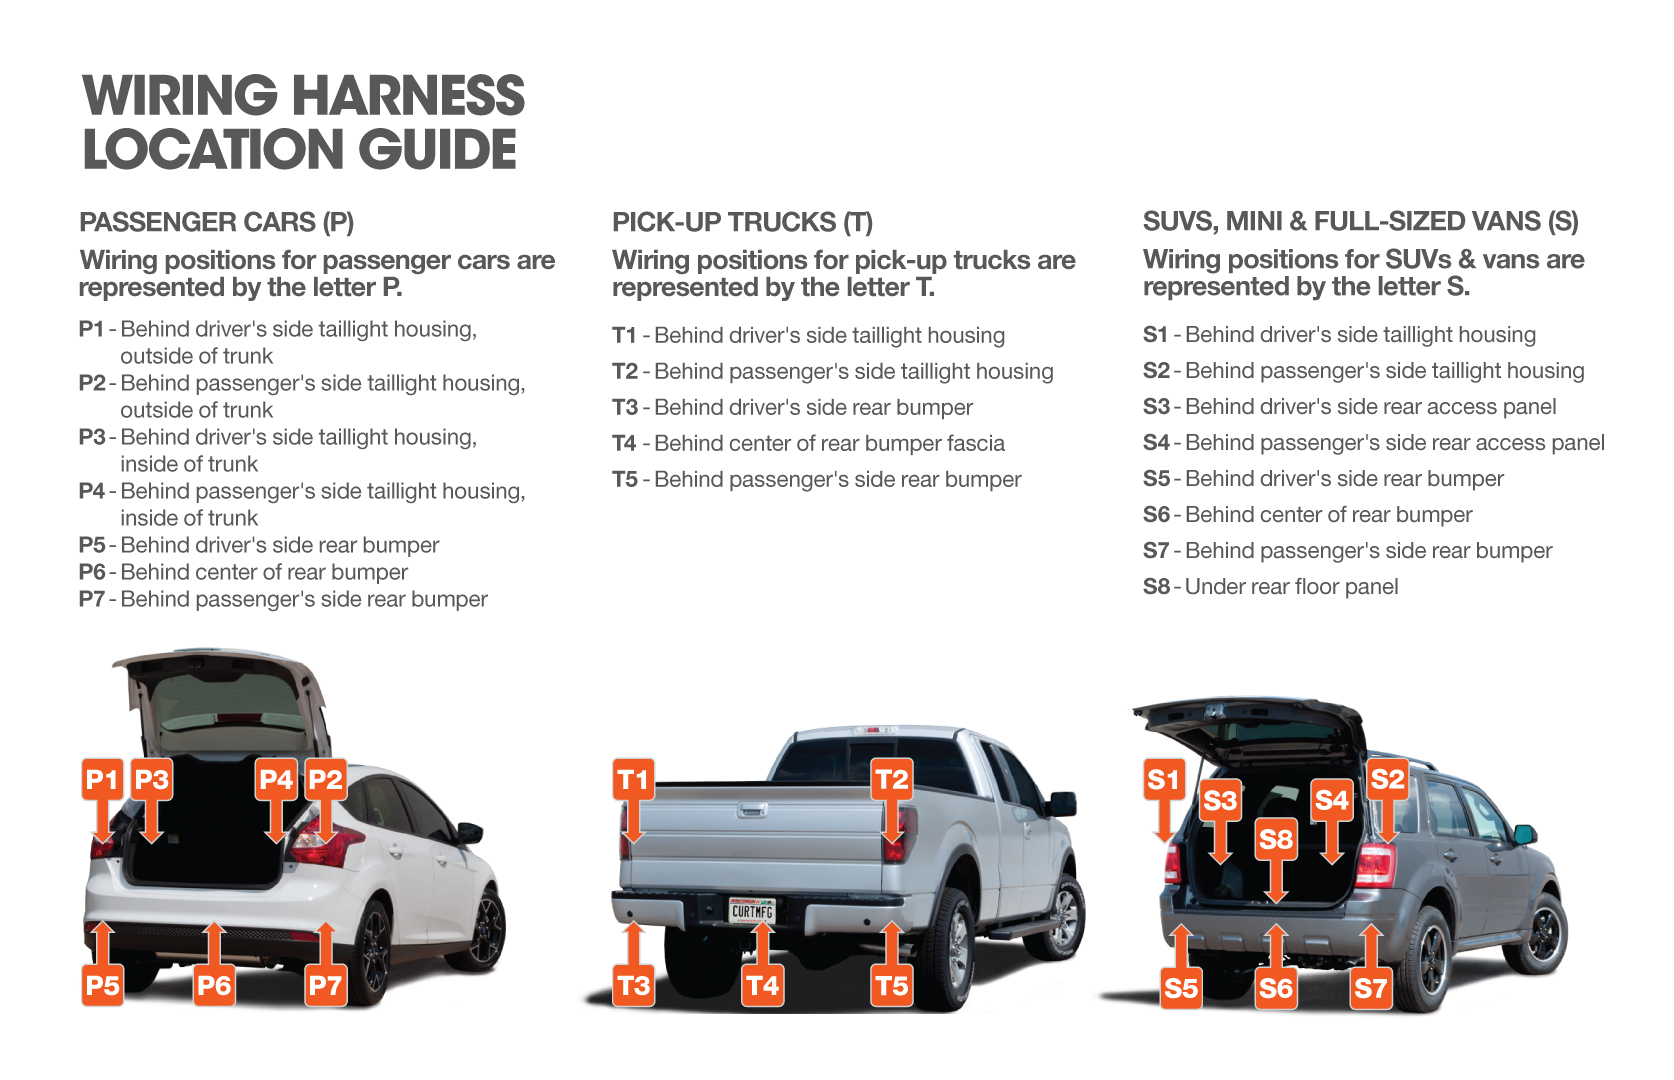 WIRING HARNESS
LOCATION GUIDE
PASSENGER CARS (P)
Wiring positions for passenger cars are
represented by the letter P.
P1 - Behind driver's side taillight housing,
outside of trunk
P2 - Behind passenger's side taillight housing,
outside of trunk
P3 - Behind driver's side taillight housing,
inside of trunk
P4 - Behind passenger's side taillight housing,
inside of trunk
P5 - Behind driver's side rear bumper
P6 - Behind center of rear bumper
P7 - Behind passenger's side rear bumper
PICK-UP TRUCKS (T)
Wiring positions for pick-up trucks are
represented by the letter T.
T1 - Behind driver's side taillight housing
T2 - Behind passenger's side taillight housing
T3 - Behind driver's side rear bumper
T4 - Behind center of rear bumper fascia
T5 - Behind passenger's side rear bumper
SUVS, MINI & FULL-SIZED VANS (S)
Wiring positions for SUVs & vans are
represented by the letter S.
S1 - Behind driver's side taillight housing
S2 - Behind passenger's side taillight housing
S3 - Behind driver's side rear access panel
S4 - Behind passenger's side rear access panel
S5 - Behind driver's side rear bumper
S6 - Behind center of rear bumper
S7 - Behind passenger's side rear bumper
S8 - Under rear floor panel
P1 P3 P4 P2
P5 P6 P7
T1 T2
WISCONSIN
CURTMFG
T3 T4 T5
S1 S2
S3 S4
S8
S5 S6 S7